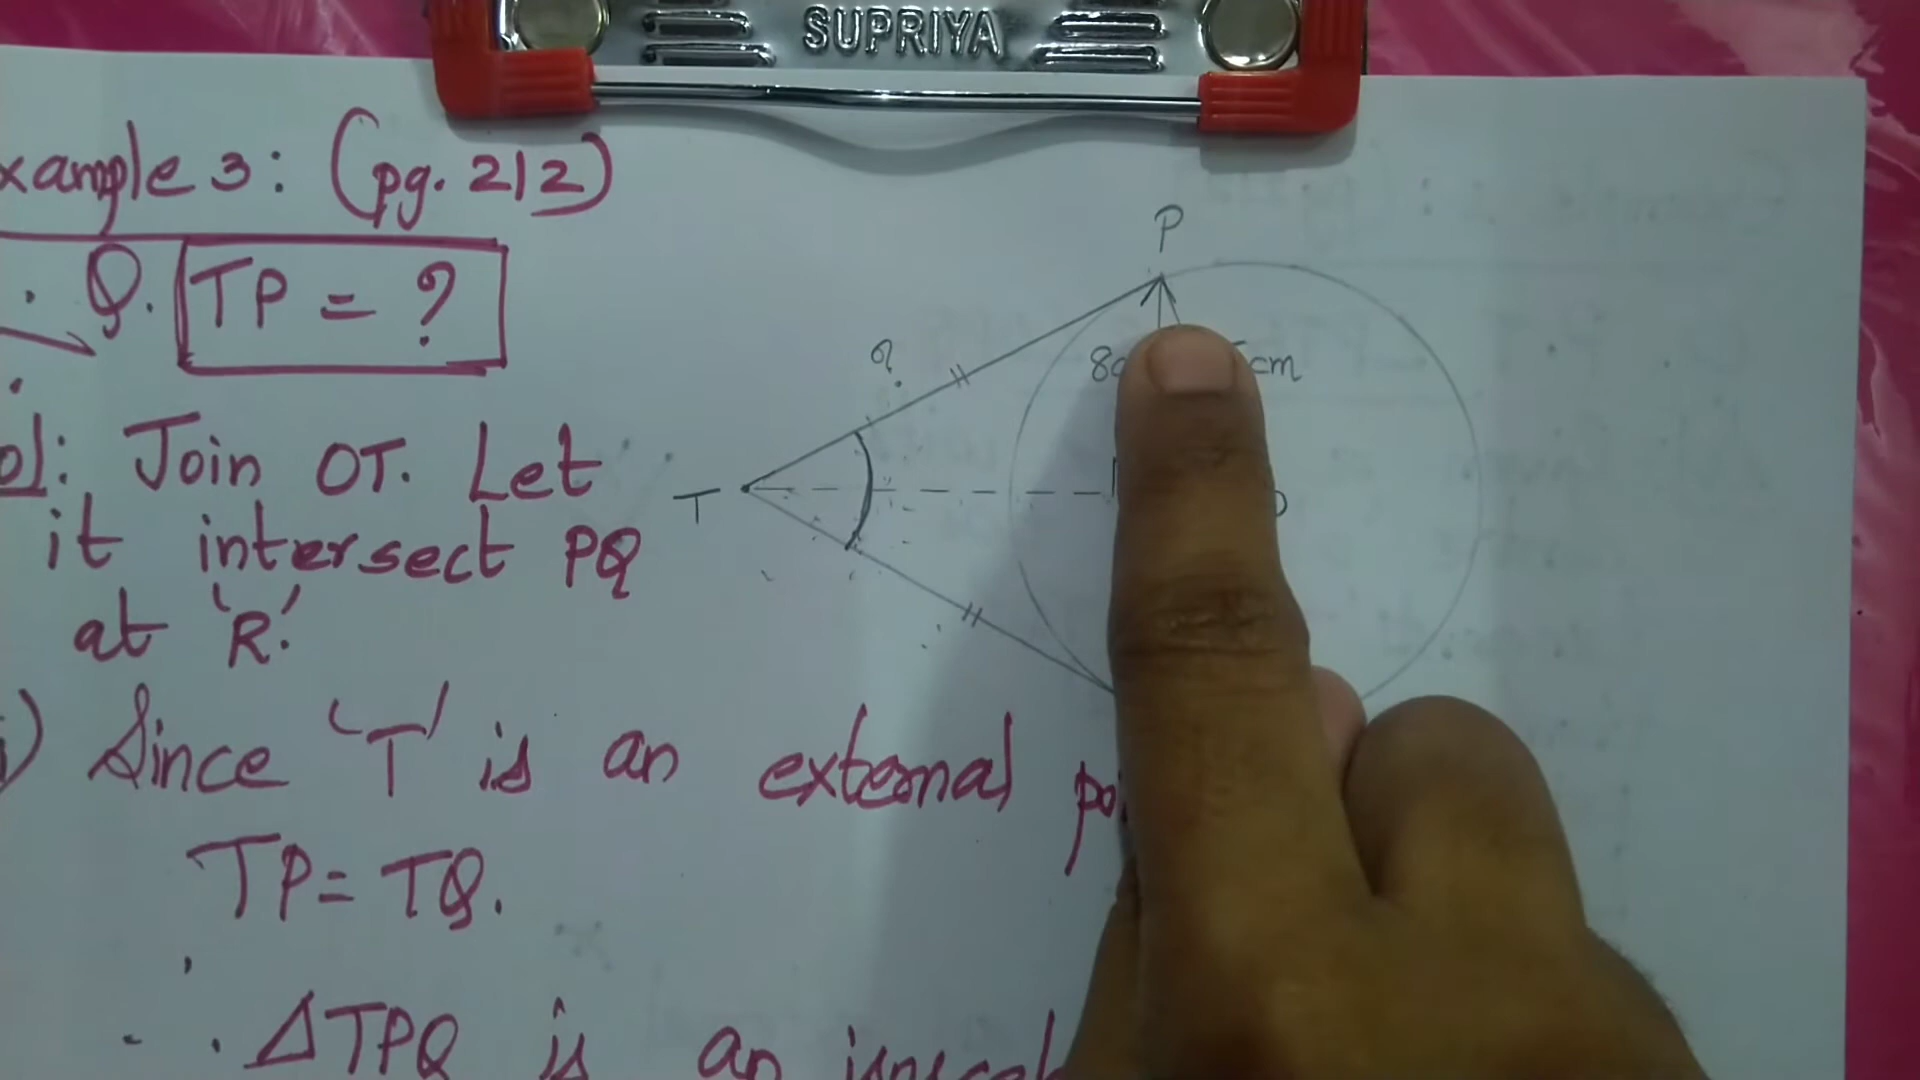 SUPRIYA
xample 3: (pg. 212)
. Q. TP = ?
ol: Join OT. Let
it intersect PQ
at 'R'.
i) Since 'T' is an external
TP = TQ.
∴ ΔTPQ is an
P
?
cm
T